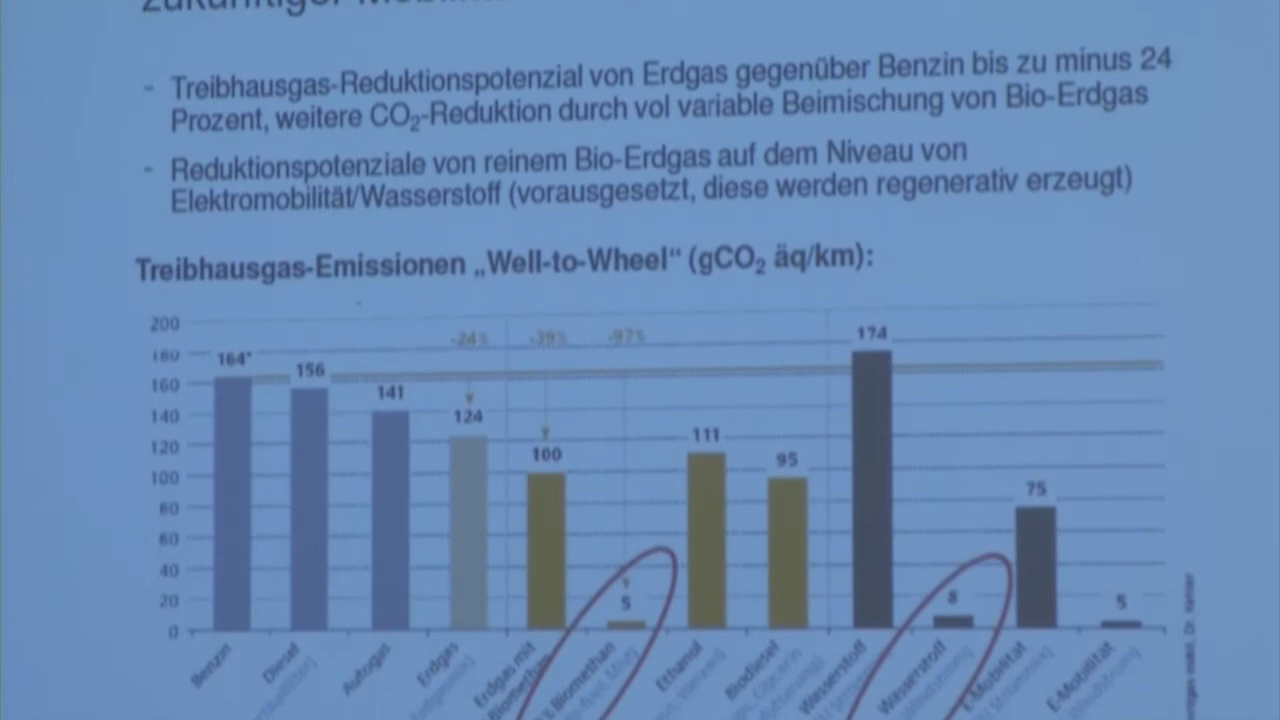 - Treibhausgas-Reduktionspotenzial von Erdgas gegenüber Benzin bis zu minus 24
Prozent, weitere CO₂-Reduktion durch vol variable Beimischung von Bio-Erdgas
- Reduktionspotenziale von reinem Bio-Erdgas auf dem Niveau von
Elektromobilität/Wasserstoff (vorausgesetzt, diese werden regenerativ erzeugt)
Treibhausgas-Emissionen „Well-to-Wheel“ (gCO₂ äq/km):
200
180
160
140
120
100
80
60
40
20
0
-24%
-39%
-97%
164*
156
141
124
100
5
111
95
174
8
75
5
Benzin
Diesel
Autogas
Erdgas
Erdgas mit
Biomethan
Biomethan
Ethanol
Biodiesel
Wasserstoff
Wasserstoff
E-Mobilität
E-Mobilität